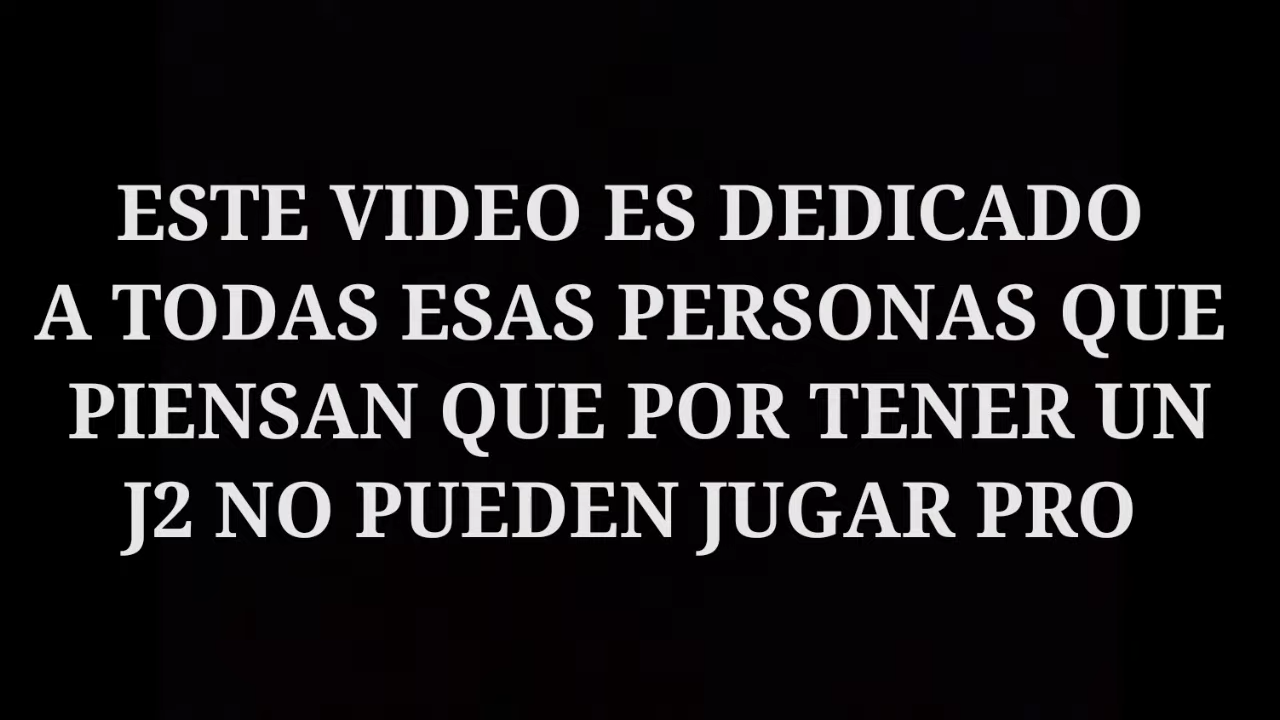 ESTE VIDEO ES DEDICADO
A TODAS ESAS PERSONAS QUE
PIENSAN QUE POR TENER UN
J2 NO PUEDEN JUGAR PRO